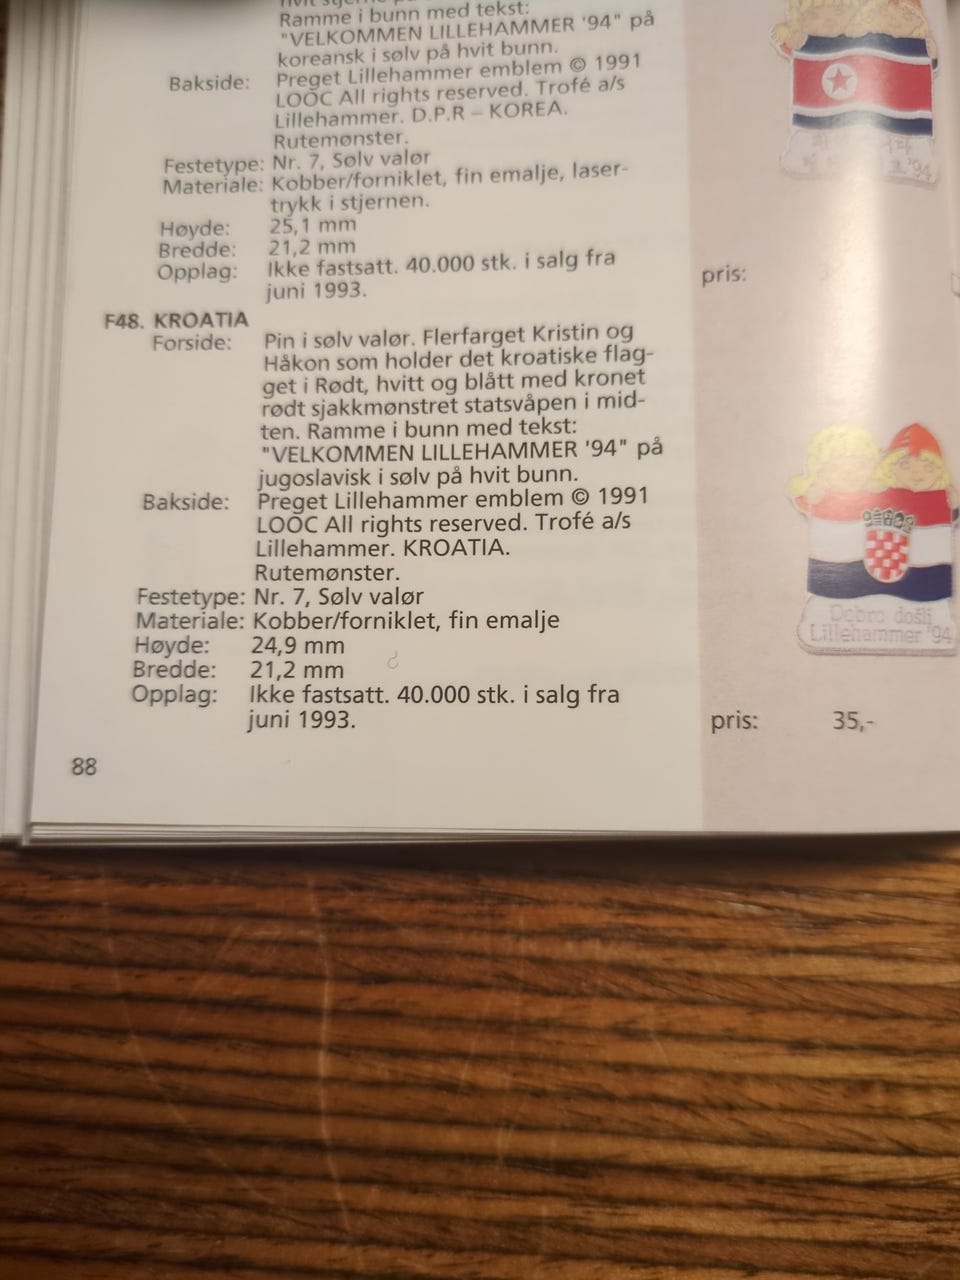 Ramme i bunn med tekst:
"VELKOMMEN LILLEHAMMER '94" på
koreansk i sølv på hvit bunn.
Bakside: Preget Lillehammer emblem © 1991
LOOC All rights reserved. Trofé a/s
Lillehammer. D.P.R – KOREA.
Rutemønster.
Festetype: Nr. 7, Sølv valør
Materiale: Kobber/forniklet, fin emalje, laser-
trykk i stjernen.
Høyde: 25,1 mm
Bredde: 21,2 mm
Opplag: Ikke fastsatt. 40.000 stk. i salg fra
juni 1993.
pris:
'94
F48. KROATIA
Forside: Pin i sølv valør. Flerfarget Kristin og
Håkon som holder det kroatiske flag-
get i Rødt, hvitt og blått med kronet
rødt sjakkmønstret statsvåpen i mid-
ten. Ramme i bunn med tekst:
"VELKOMMEN LILLEHAMMER '94" på
jugoslavisk i sølv på hvit bunn.
Bakside: Preget Lillehammer emblem © 1991
LOOC All rights reserved. Trofé a/s
Lillehammer. KROATIA.
Rutemønster.
Festetype: Nr. 7, Sølv valør
Materiale: Kobber/forniklet, fin emalje
Høyde: 24,9 mm
Bredde: 21,2 mm
Opplag: Ikke fastsatt. 40.000 stk. i salg fra
juni 1993.
Dobro došli
Lillehammer '94
pris: 35,-
88